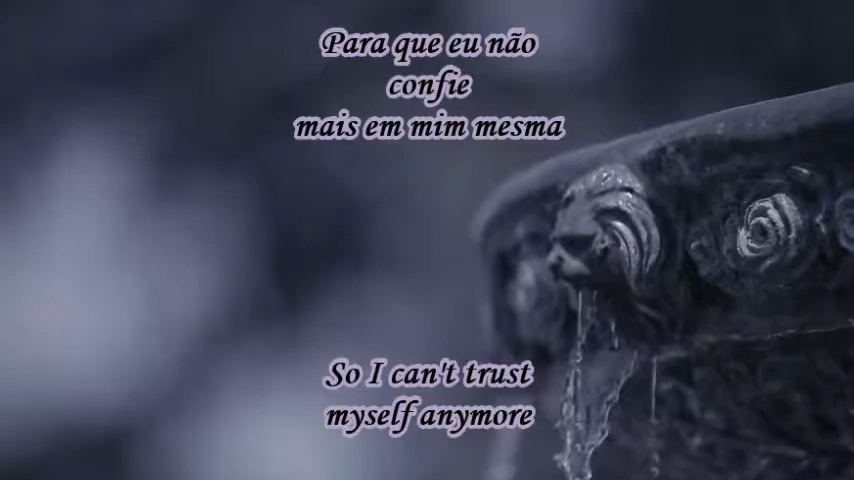 Para que eu não
confie
mais em mim mesma
So I can't trust
myself anymore